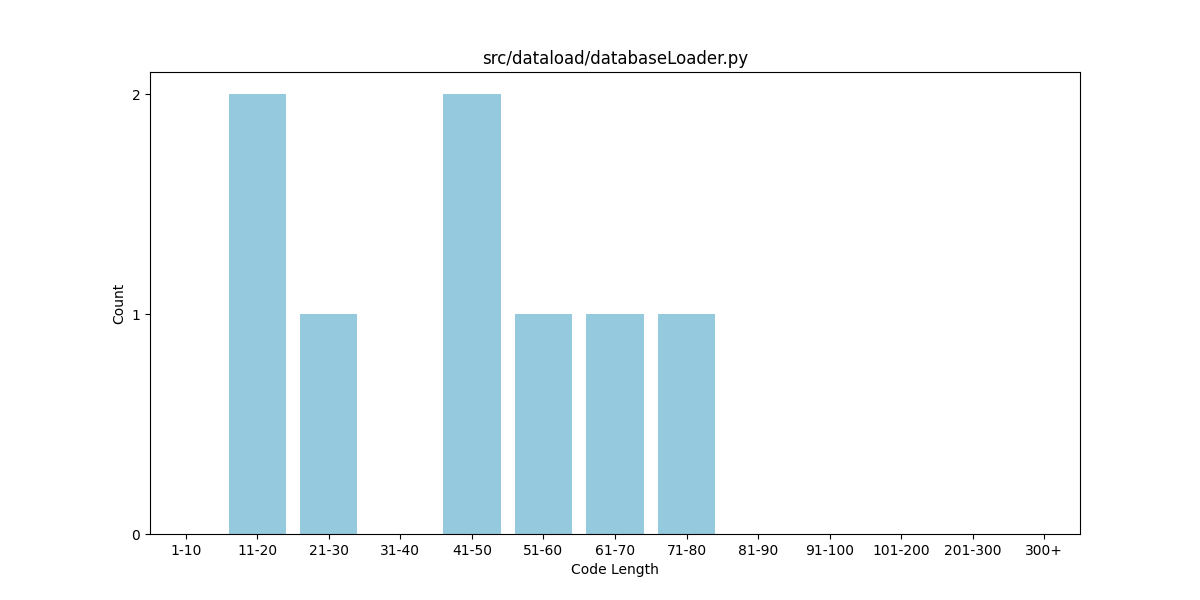 src/dataload/databaseLoader.py
2
1
0
Count
1-10 11-20 21-30 31-40 41-50 51-60 61-70 71-80 81-90 91-100 101-200 201-300 300+
Code Length